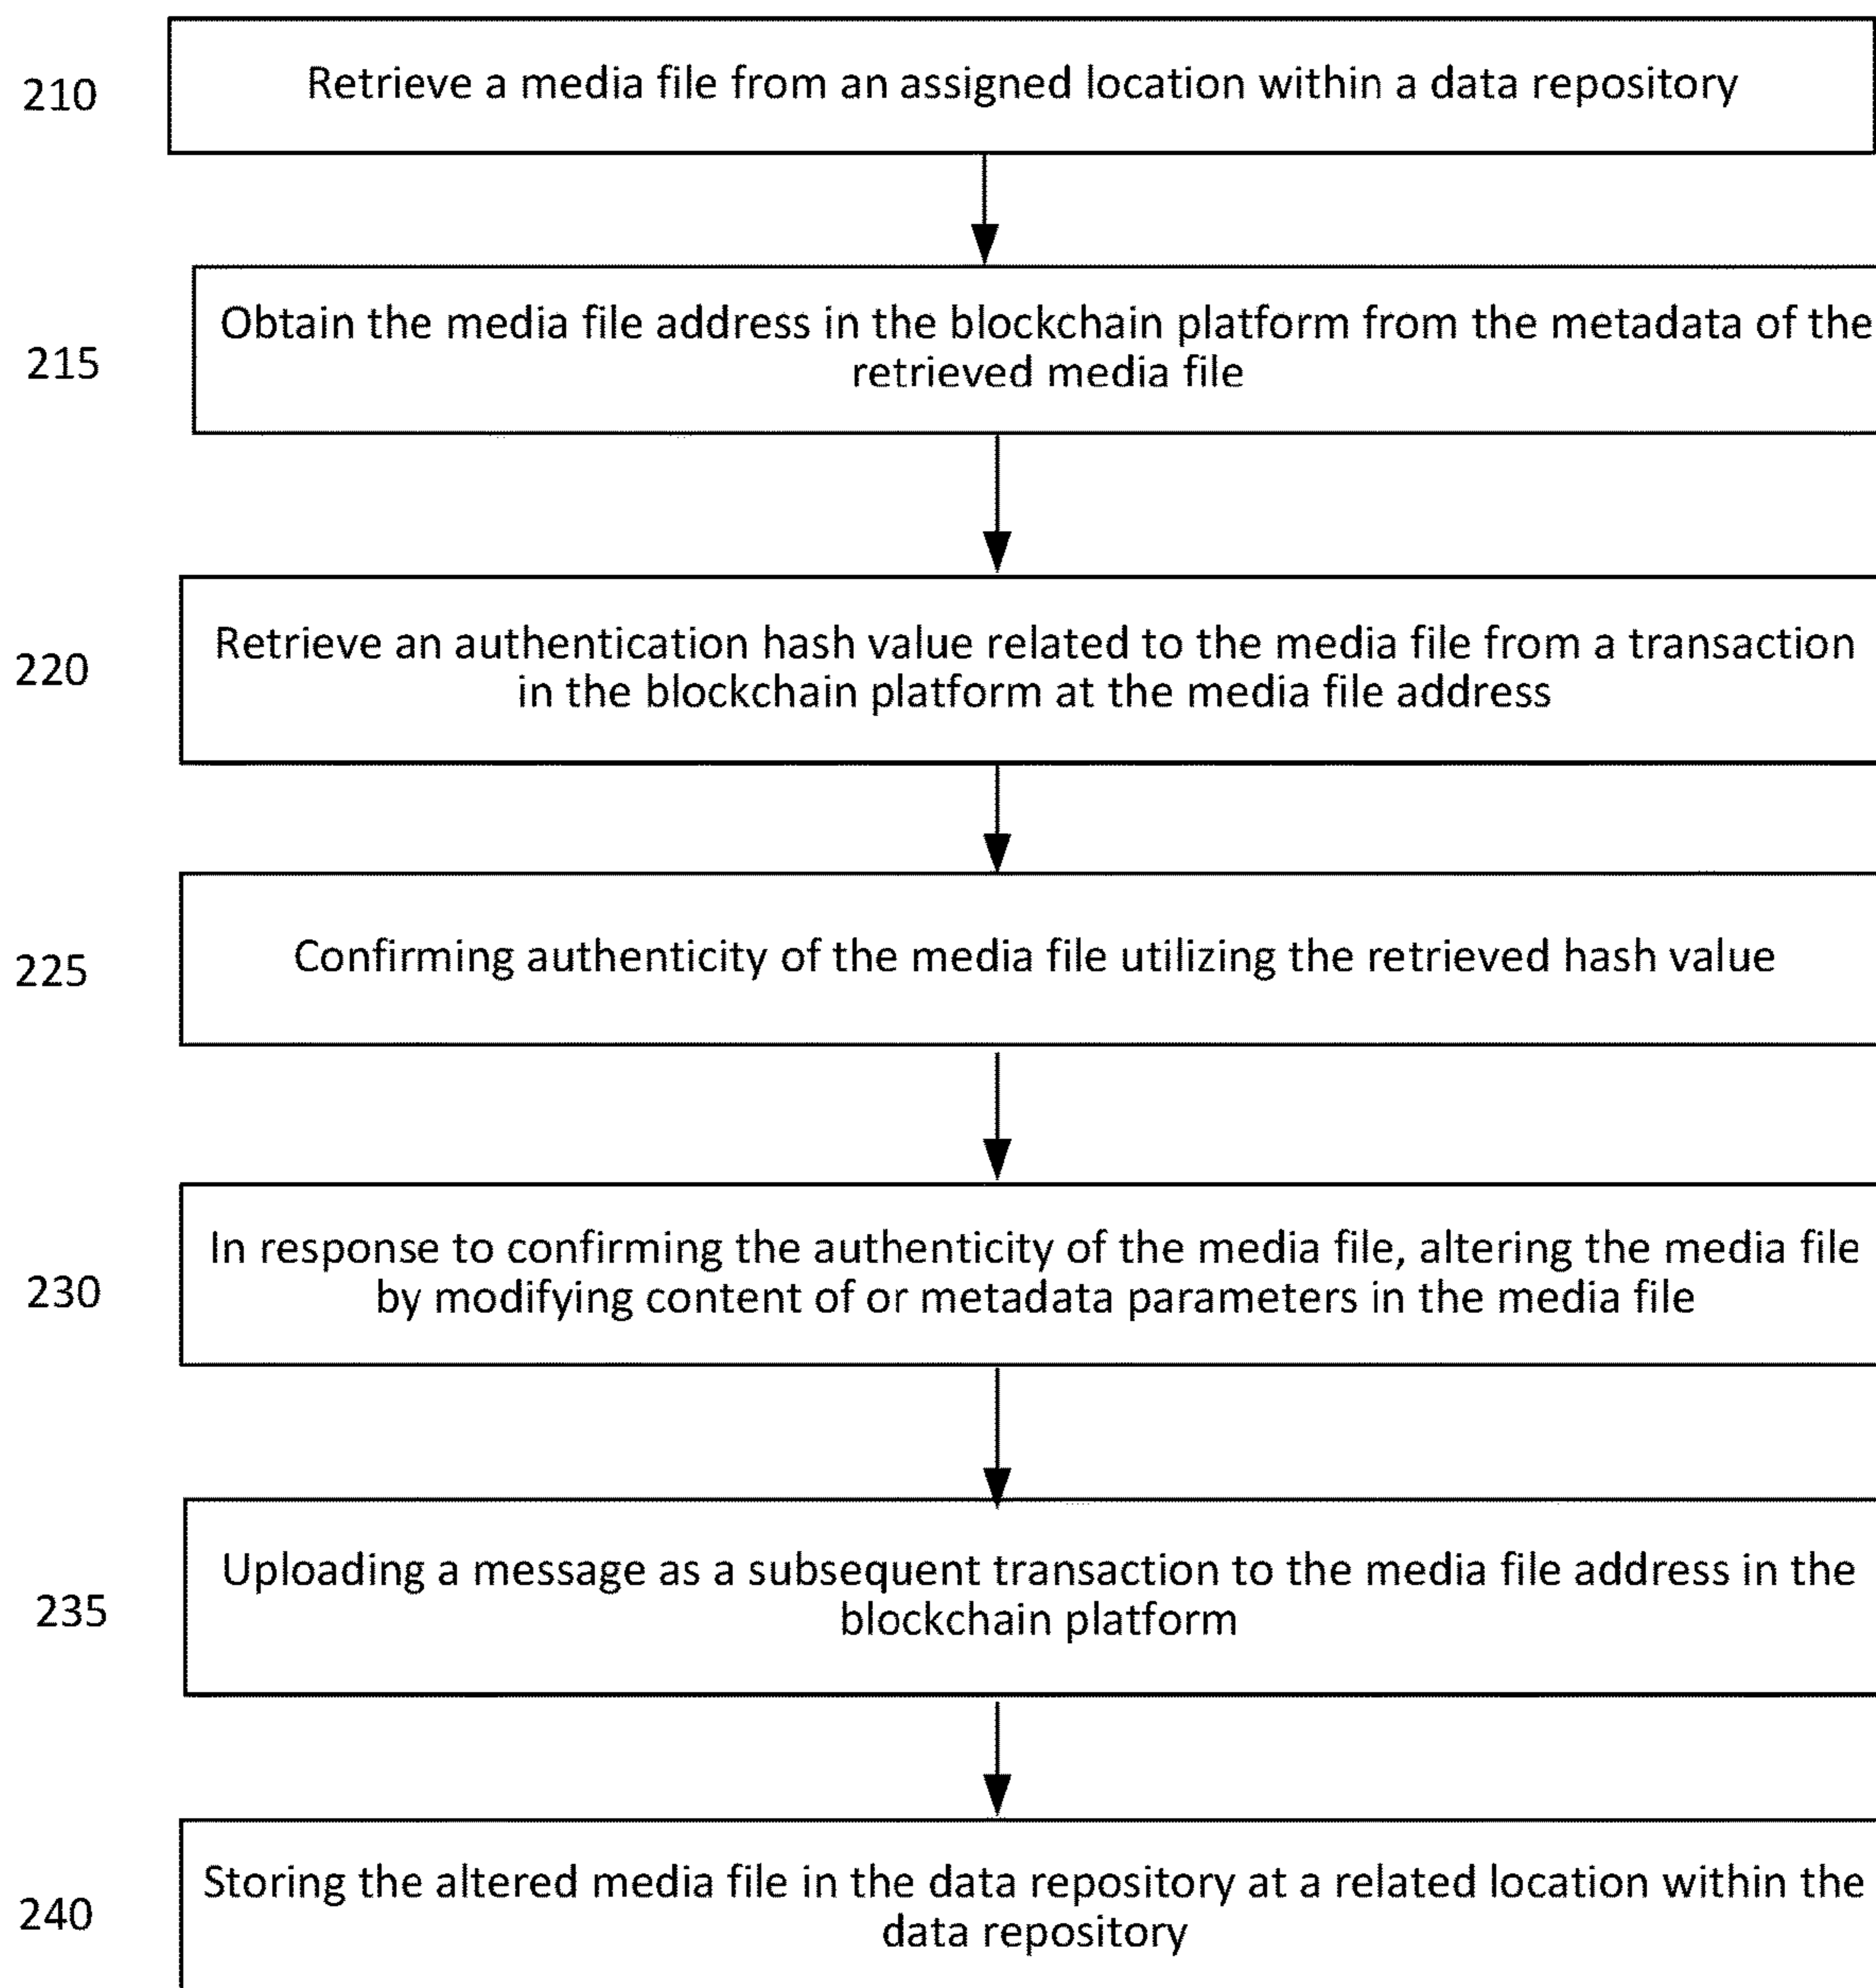 210
Retrieve a media file from an assigned location within a data repository
215
Obtain the media file address in the blockchain platform from the metadata of the
retrieved media file
220
Retrieve an authentication hash value related to the media file from a transaction
in the blockchain platform at the media file address
225
Confirming authenticity of the media file utilizing the retrieved hash value
230
In response to confirming the authenticity of the media file, altering the media file
by modifying content of or metadata parameters in the media file
235
Uploading a message as a subsequent transaction to the media file address in the
blockchain platform
240
Storing the altered media file in the data repository at a related location within the
data repository